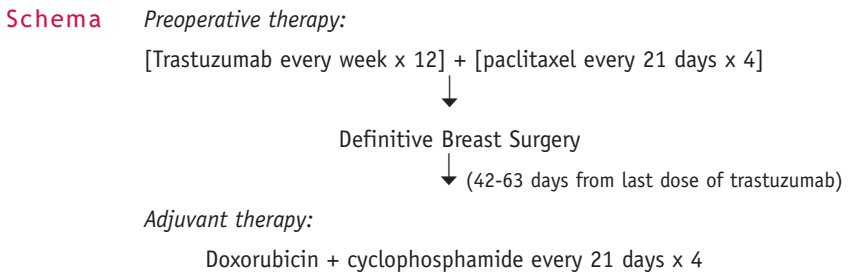 Schema Preoperative therapy:
[Trastuzumab every week x 12] + [paclitaxel every 21 days x 4]
Definitive Breast Surgery
(42-63 days from last dose of trastuzumab)
Adjuvant therapy:
Doxorubicin + cyclophosphamide every 21 days x 4